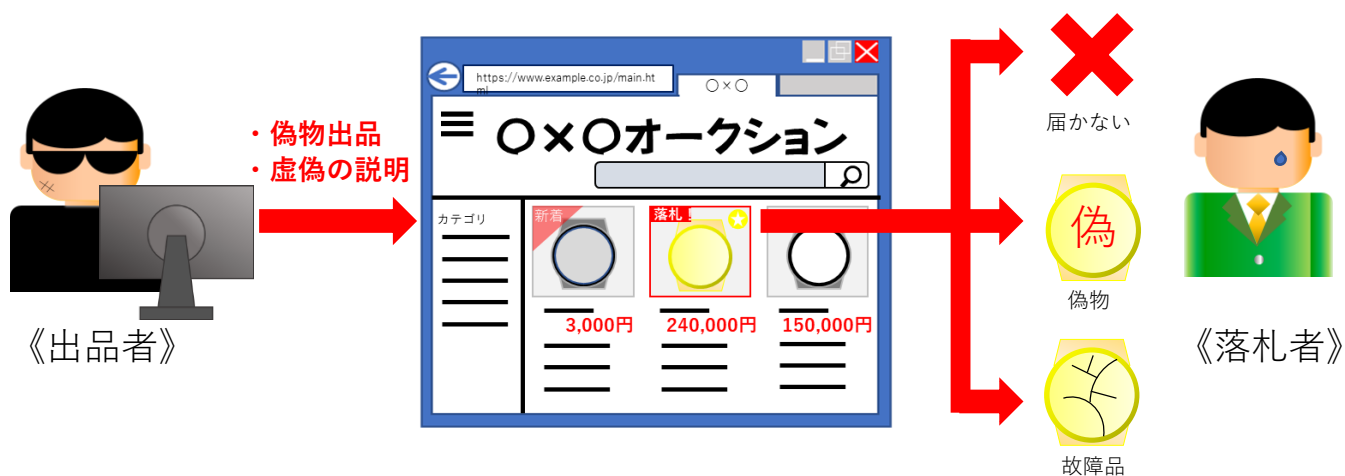 ・偽物出品
・虚偽の説明
《出品者》
https://www.example.co.jp/main.ht
ml
〇×〇
〇×〇オークション
カテゴリ
新着
落札！
3,000円
240,000円
150,000円
届かない
偽
偽物
故障品
《落札者》